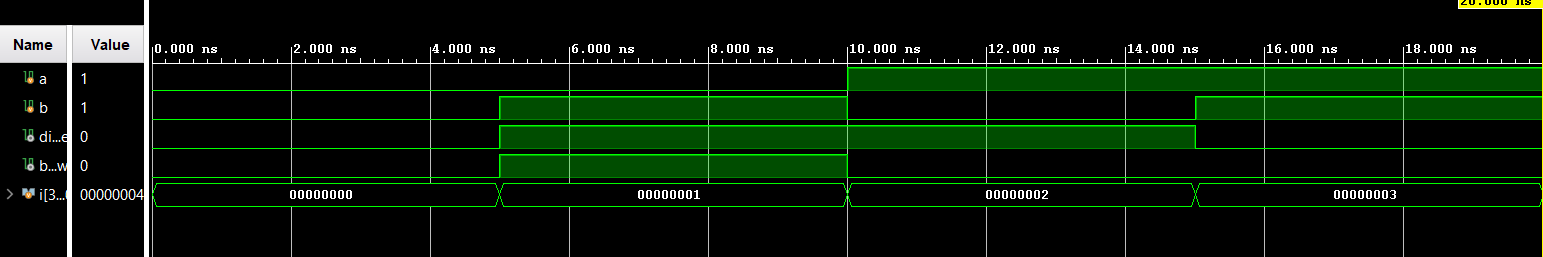 20.000 ns
Name Value 0.000 ns 2.000 ns 4.000 ns 6.000 ns 8.000 ns 10.000 ns 12.000 ns 14.000 ns 16.000 ns 18.000 ns
a 1
b 1
di...e 0
b...w 0
i[3... 00000004 00000000 00000001 00000002 00000003